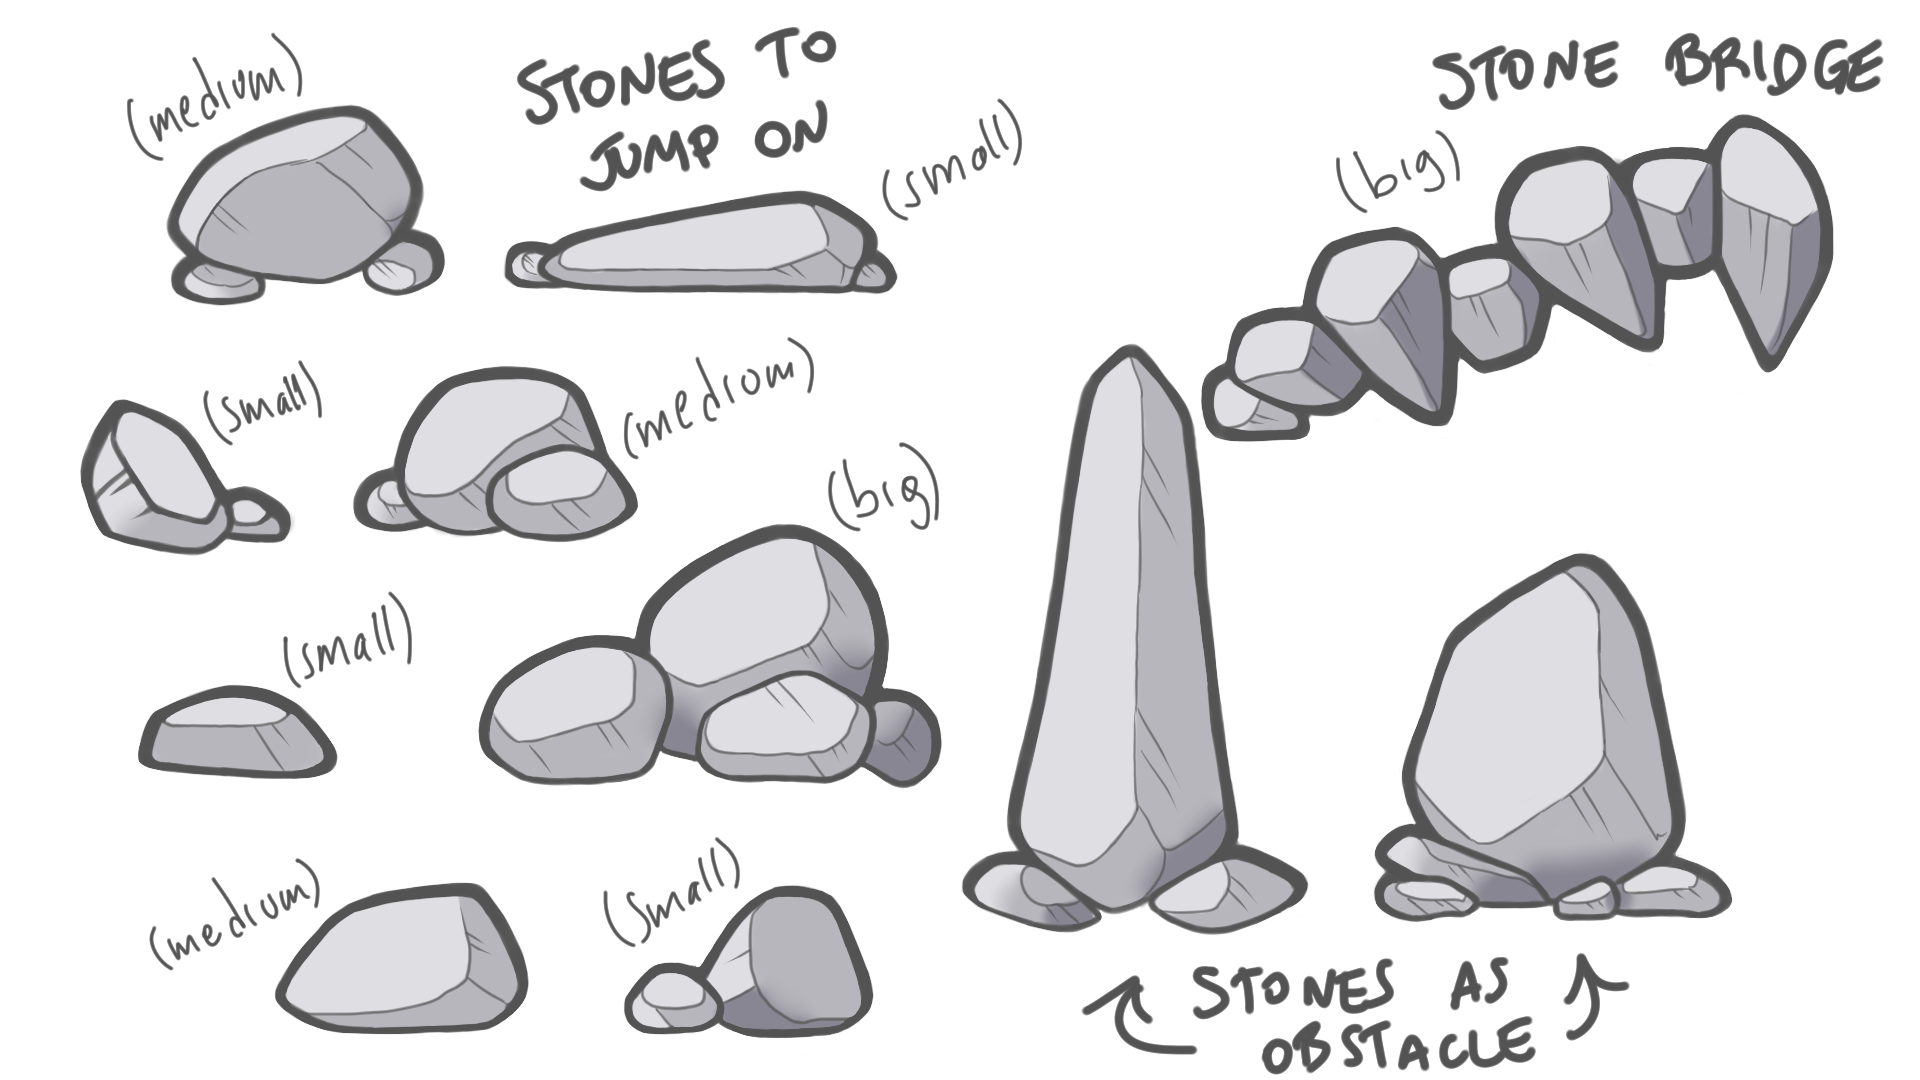 (medium)
STONES TO
JUMP ON
(small)
(small)
(medium)
(big)
(small)
(medium)
(small)
STONE BRIDGE
(big)
STONES AS
OBSTACLE